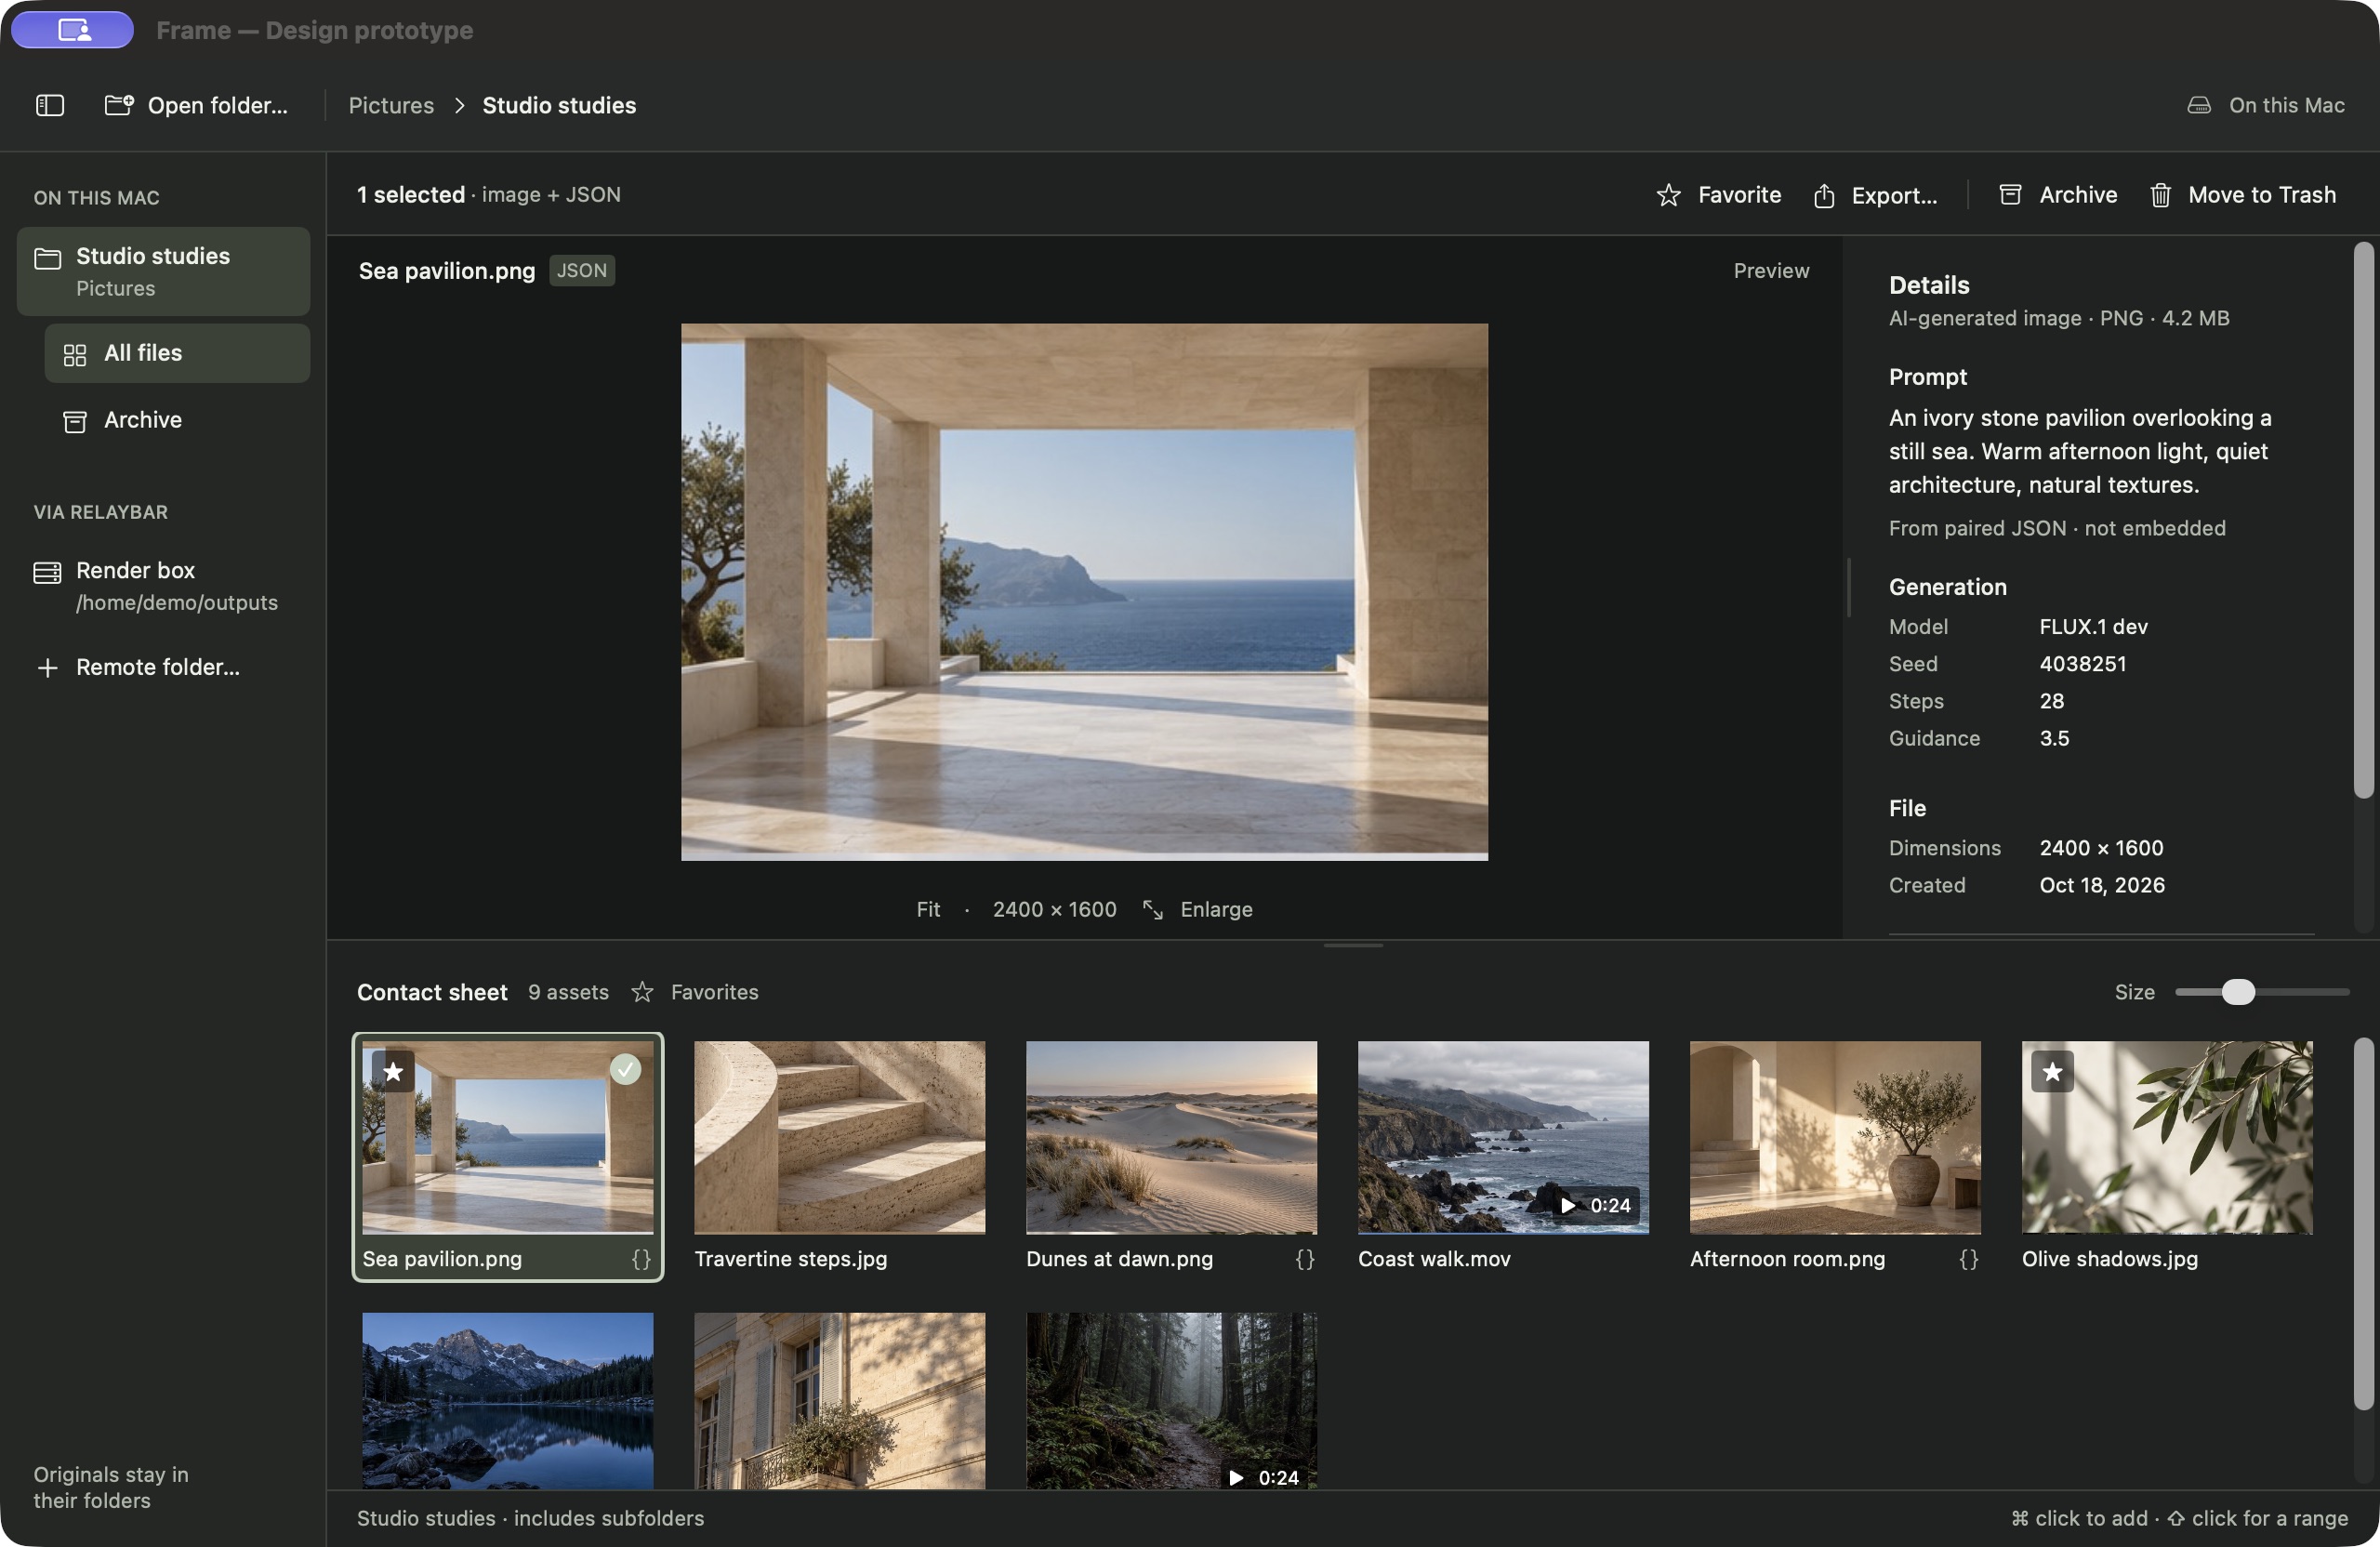 Frame — Design prototype
Open folder...
Pictures > Studio studies
On this Mac
ON THIS MAC
Studio studies
Pictures
All files
Archive
VIA RELAYBAR
Render box
/home/demo/outputs
Remote folder...
Originals stay in
their folders
1 selected · image + JSON
Favorite
Export...
Archive
Move to Trash
Sea pavilion.png JSON
Preview
Fit · 2400 × 1600 Enlarge
Details
AI-generated image · PNG · 4.2 MB
Prompt
An ivory stone pavilion overlooking a
still sea. Warm afternoon light, quiet
architecture, natural textures.
From paired JSON · not embedded
Generation
Model FLUX.1 dev
Seed 4038251
Steps 28
Guidance 3.5
File
Dimensions 2400 × 1600
Created Oct 18, 2026
Contact sheet 9 assets Favorites
Size
0:24
Sea pavilion.png {}
Travertine steps.jpg
Dunes at dawn.png {}
Coast walk.mov
Afternoon room.png {}
Olive shadows.jpg
0:24
Studio studies · includes subfolders
⌘ click to add · ⇧ click for a range